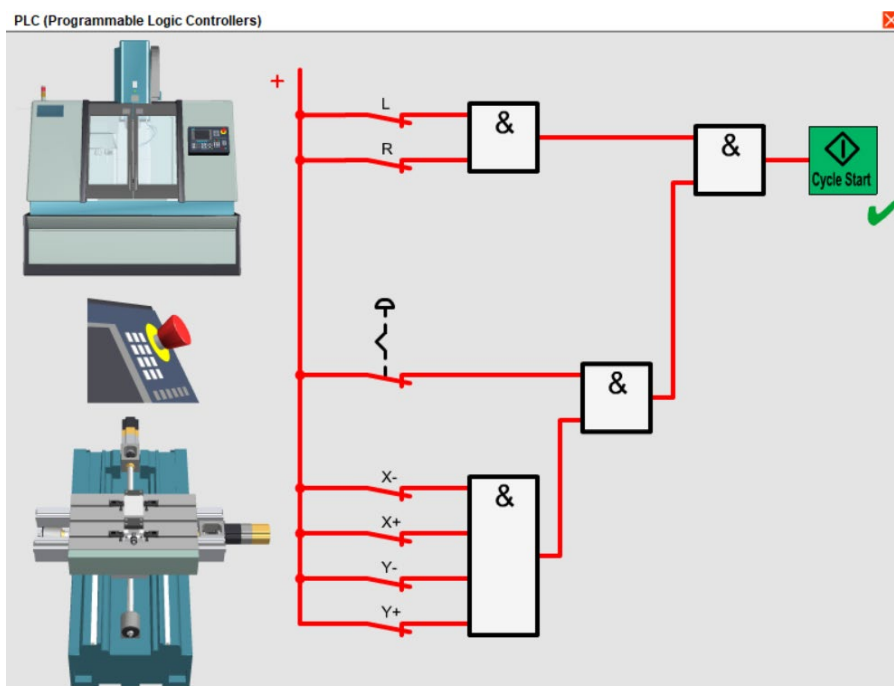 PLC (Programmable Logic Controllers)
+
L
&
R
&
Cycle Start
&
X-
&
X+
Y-
Y+